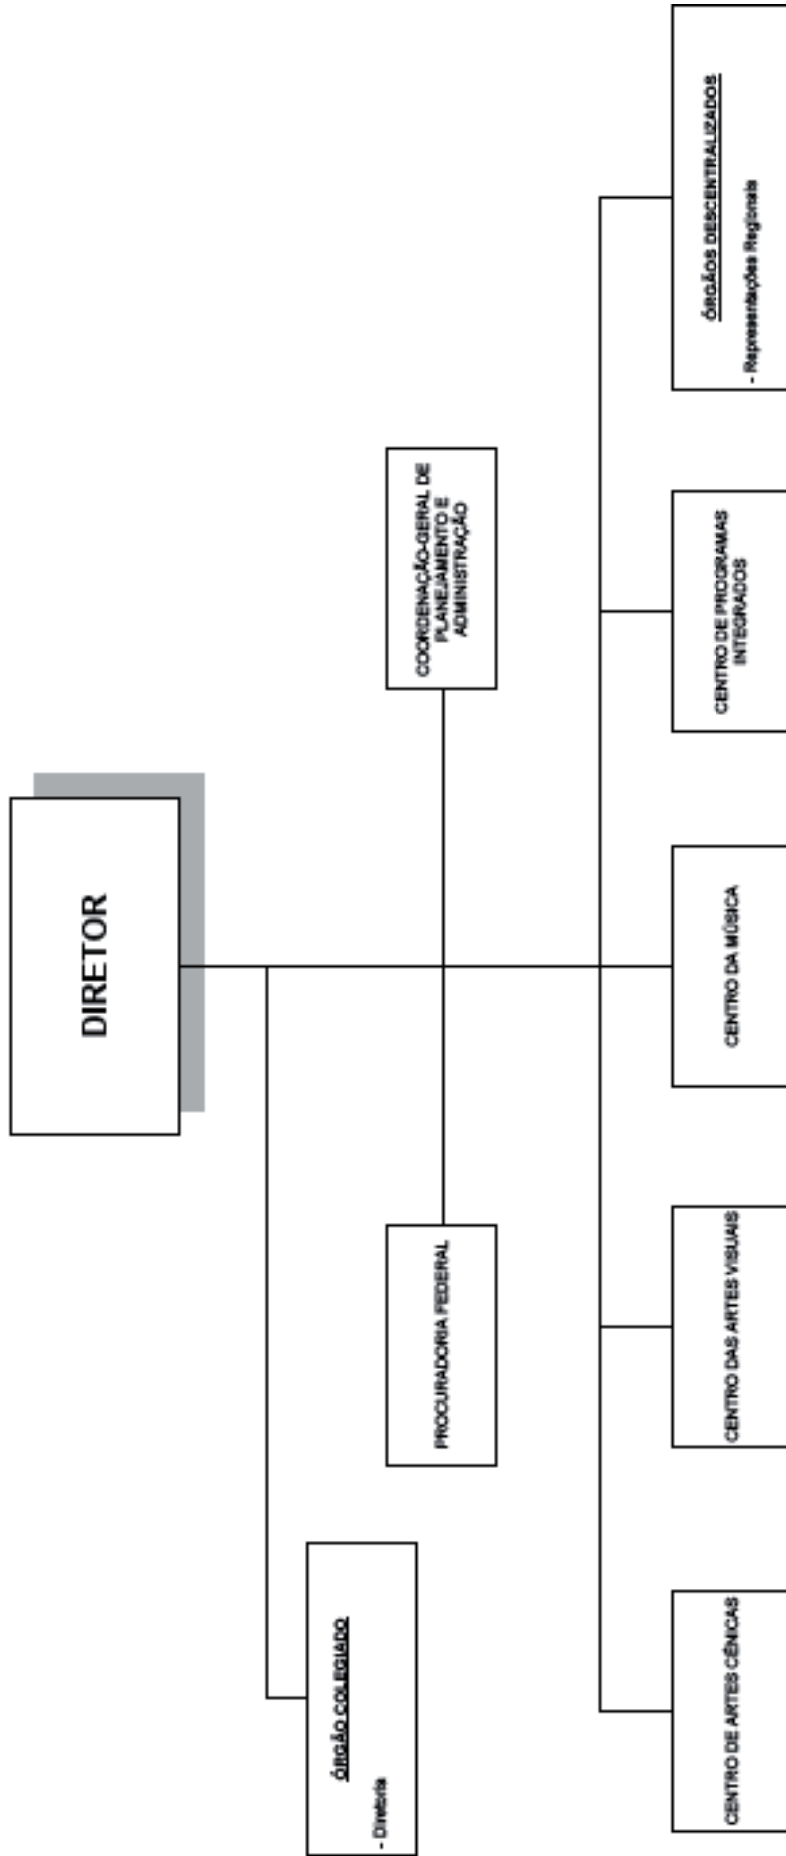 DIRETOR
ÓRGÃO COLEGIADO
- Diretoria
PROCURADORIA FEDERAL
COORDENAÇÃO-GERAL DE
PLANEJAMENTO E
ADMINISTRAÇÃO
CENTRO DE ARTES CÊNICAS
CENTRO DAS ARTES VISUAIS
CENTRO DA MÚSICA
CENTRO DE PROGRAMAS
INTEGRADOS
ÓRGÃOS DESCENTRALIZADOS
- Representações Regionais